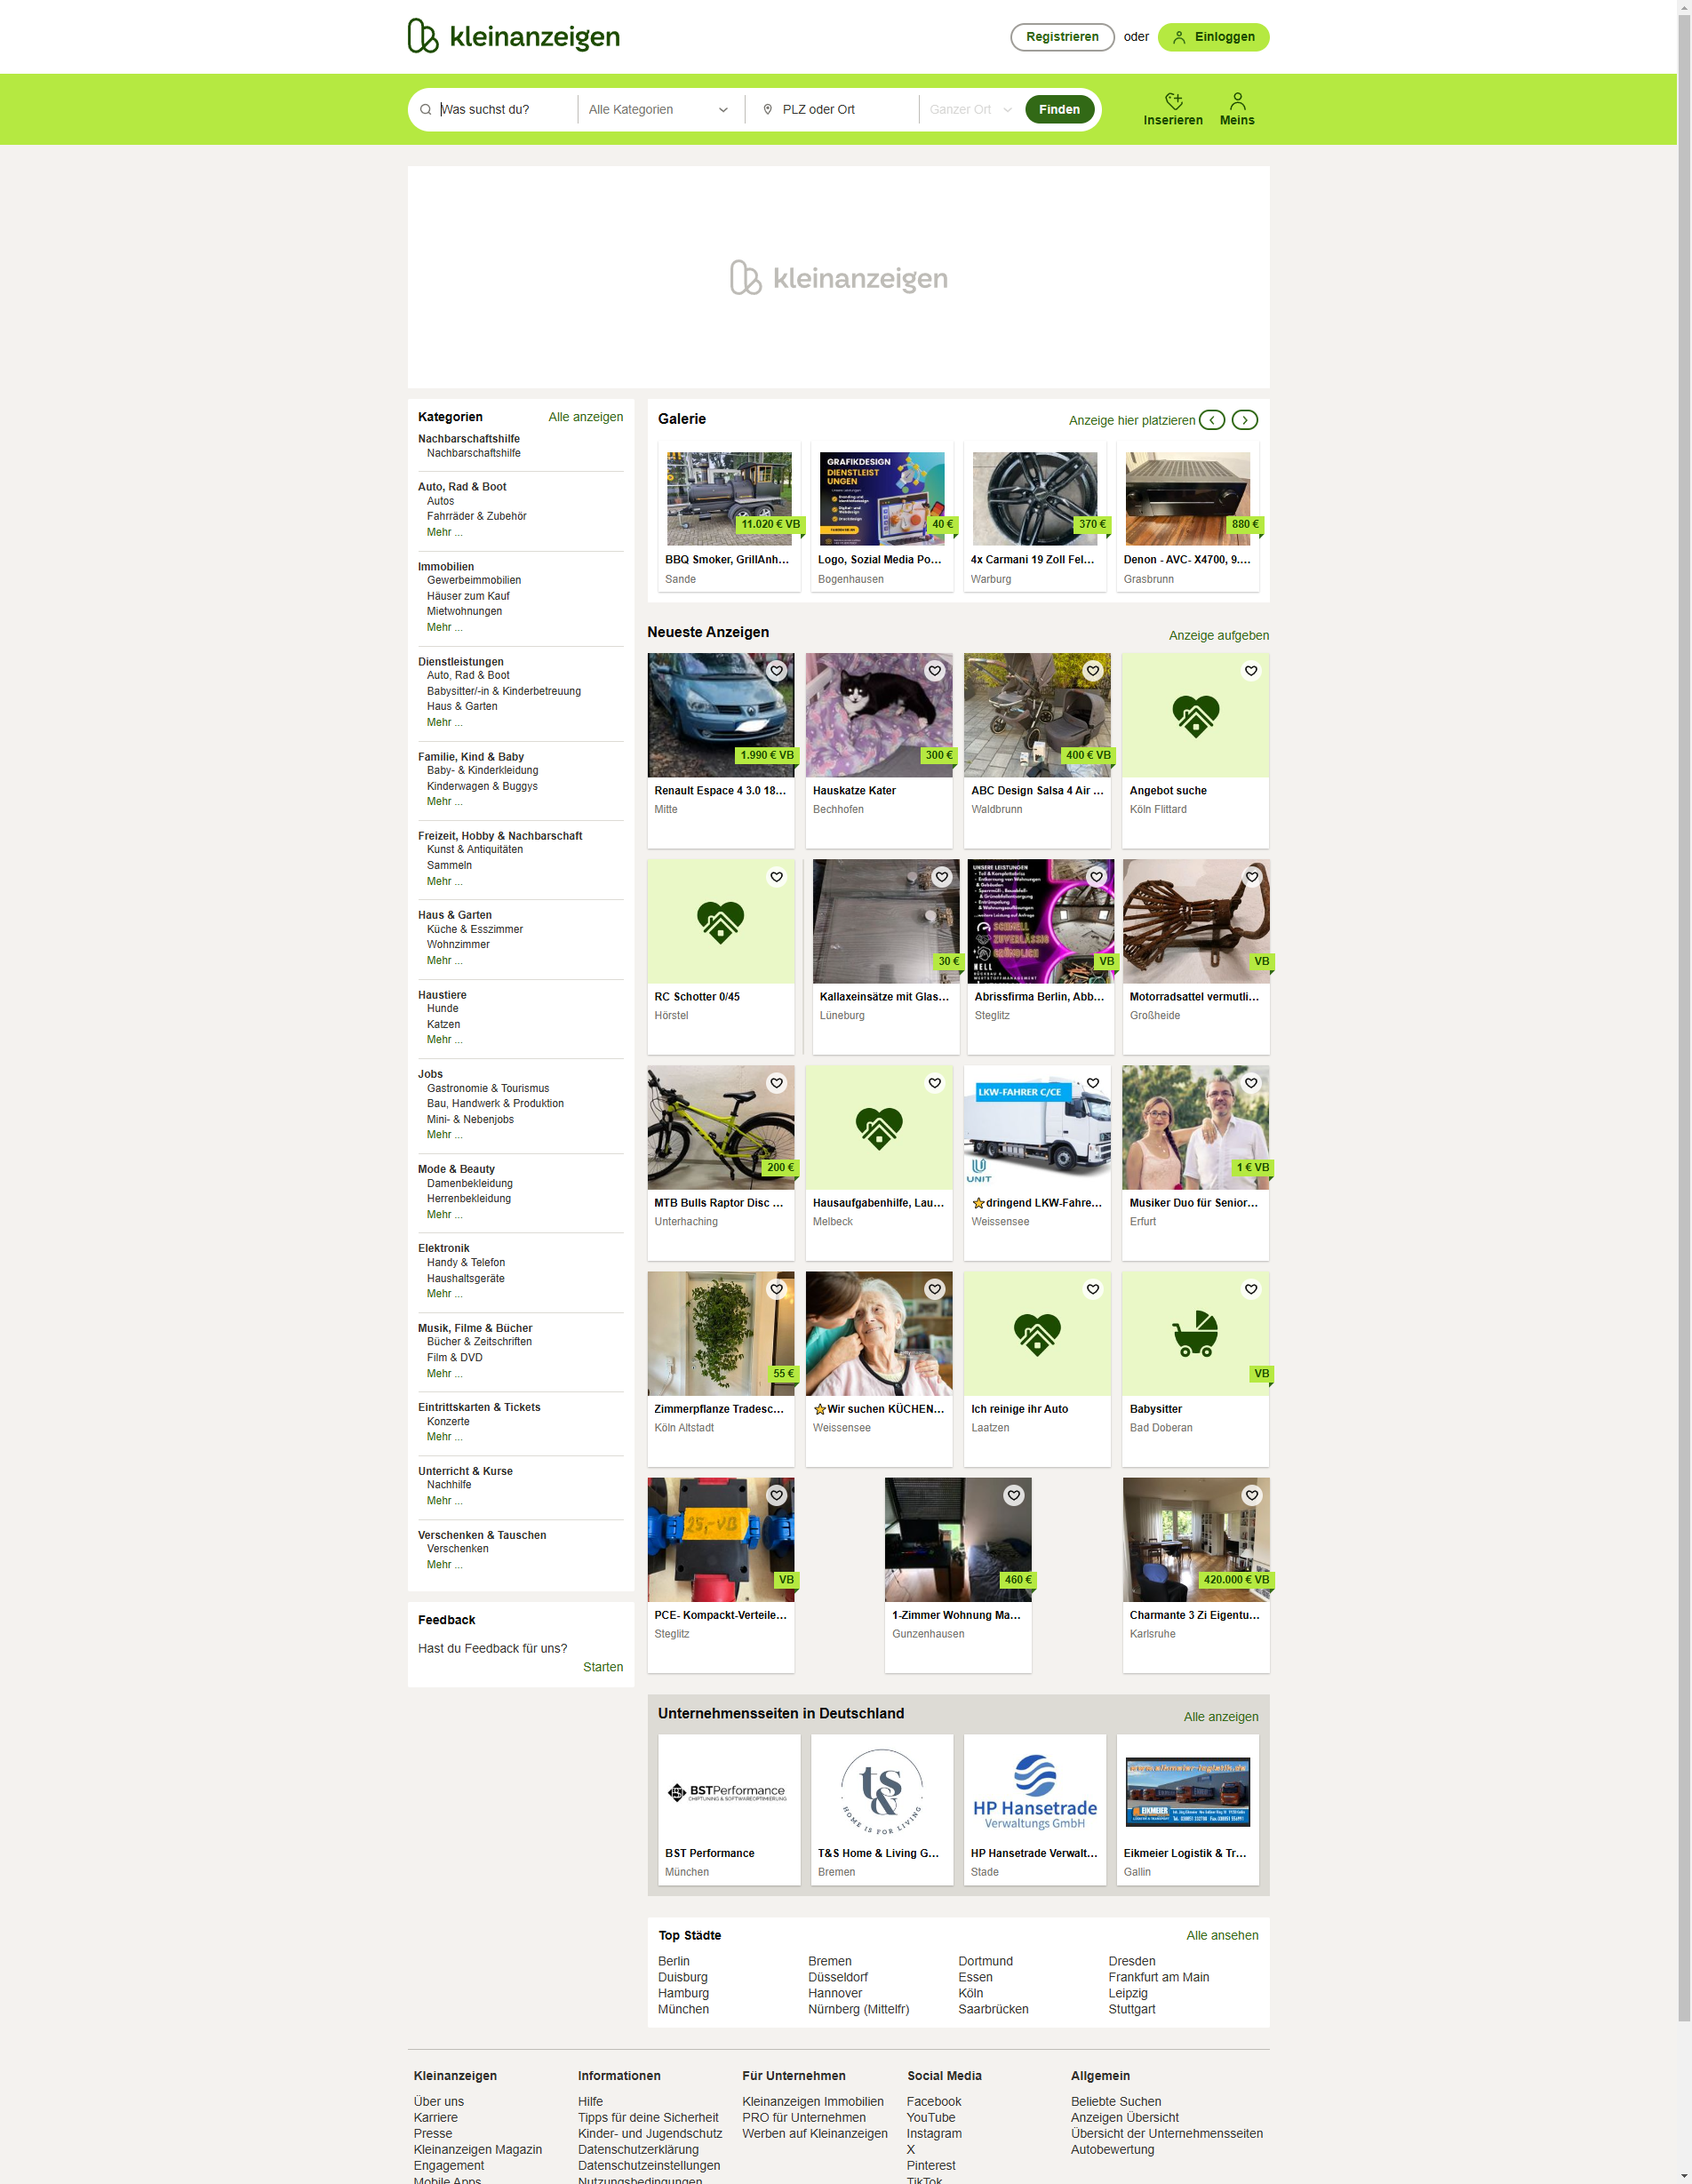 kleinanzeigen
Registrieren oder Einloggen
Was suchst du? Alle Kategorien PLZ oder Ort Ganzer Ort Finden
Inserieren Meins
kleinanzeigen
Kategorien Alle anzeigen
Nachbarschaftshilfe
Nachbarschaftshilfe
Auto, Rad & Boot
Autos
Fahrräder & Zubehör
Mehr ...
Immobilien
Gewerbeimmobilien
Häuser zum Kauf
Mietwohnungen
Mehr ...
Dienstleistungen
Auto, Rad & Boot
Babysitter/-in & Kinderbetreuung
Haus & Garten
Mehr ...
Familie, Kind & Baby
Baby- & Kinderkleidung
Kinderwagen & Buggys
Mehr ...
Freizeit, Hobby & Nachbarschaft
Kunst & Antiquitäten
Sammeln
Mehr ...
Haus & Garten
Küche & Esszimmer
Wohnzimmer
Mehr ...
Haustiere
Hunde
Katzen
Mehr ...
Jobs
Gastronomie & Tourismus
Bau, Handwerk & Produktion
Mini- & Nebenjobs
Mehr ...
Mode & Beauty
Damenbekleidung
Herrenbekleidung
Mehr ...
Elektronik
Handy & Telefon
Haushaltsgeräte
Mehr ...
Musik, Filme & Bücher
Bücher & Zeitschriften
Film & DVD
Mehr ...
Eintrittskarten & Tickets
Konzerte
Mehr ...
Unterricht & Kurse
Nachhilfe
Mehr ...
Verschenken & Tauschen
Verschenken
Mehr ...
Feedback
Hast du Feedback für uns?
Starten
Galerie Anzeige hier platzieren
11.020 € VB
BBQ Smoker, GrillAnh...
Sande
GRAFIKDESIGN
DIENSTLEIST
UNGEN
40 €
Logo, Sozial Media Po...
Bogenhausen
370 €
4x Carmani 19 Zoll Fel...
Warburg
880 €
Denon - AVC- X4700, 9....
Grasbrunn
Neueste Anzeigen Anzeige aufgeben
1.990 € VB
Renault Espace 4 3.0 18...
Mitte
300 €
Hauskatze Kater
Bechhofen
400 € VB
ABC Design Salsa 4 Air ...
Waldbrunn
Angebot suche
Köln Flittard
RC Schotter 0/45
Hörstel
30 €
Kallaxeinsätze mit Glas...
Lüneburg
UNSERE LEISTUNGEN
SCHNELL
ZUVERLÄSSIG
GRÜNDLICH
HELL
VB
Abrissfirma Berlin, Abb...
Steglitz
VB
Motorradsattel vermutli...
Großheide
200 €
MTB Bulls Raptor Disc ...
Unterhaching
Hausaufgabenhilfe, Lau...
Melbeck
LKW-FAHRER C/CE
UNIT
⭐dringend LKW-Fahre...
Weissensee
1 € VB
Musiker Duo für Senior...
Erfurt
55 €
Zimmerpflanze Tradesc...
Köln Altstadt
⭐Wir suchen KÜCHEN...
Weissensee
Ich reinige ihr Auto
Laatzen
VB
Babysitter
Bad Doberan
25,- VB
VB
PCE- Kompackt-Verteile...
Steglitz
460 €
1-Zimmer Wohnung Ma...
Gunzenhausen
420.000 € VB
Charmante 3 Zi Eigentu...
Karlsruhe
Unternehmensseiten in Deutschland Alle anzeigen
BSTPerformance
CHIPTUNING & SOFTWAREOPTIMIERUNG
BST Performance
München
t&s
HOME IS FOR LIVING
T&S Home & Living G...
Bremen
HP Hansetrade
Verwaltungs GmbH
HP Hansetrade Verwalt...
Stade
EIKMEIER
Eikmeier Logistik & Tr...
Gallin
Top Städte Alle ansehen
Berlin Bremen Dortmund Dresden
Duisburg Düsseldorf Essen Frankfurt am Main
Hamburg Hannover Köln Leipzig
München Nürnberg (Mittelfr) Saarbrücken Stuttgart
Kleinanzeigen
Über uns
Karriere
Presse
Kleinanzeigen Magazin
Engagement
Mobile Apps
Informationen
Hilfe
Tipps für deine Sicherheit
Kinder- und Jugendschutz
Datenschutzerklärung
Datenschutzeinstellungen
Nutzungsbedingungen
Für Unternehmen
Kleinanzeigen Immobilien
PRO für Unternehmen
Werben auf Kleinanzeigen
Social Media
Facebook
YouTube
Instagram
X
Pinterest
TikTok
Allgemein
Beliebte Suchen
Anzeigen Übersicht
Übersicht der Unternehmensseiten
Autobewertung